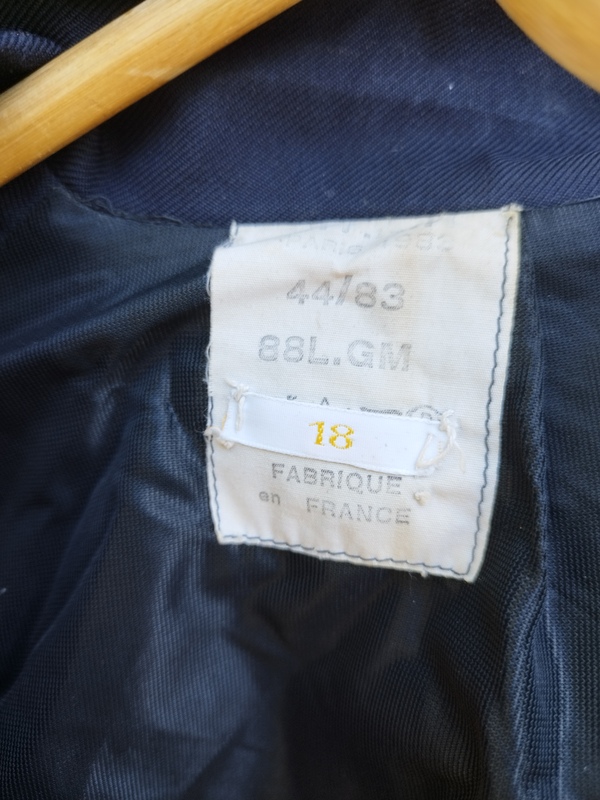 44/83
88L.GM
18
FABRIQUE
en FRANCE